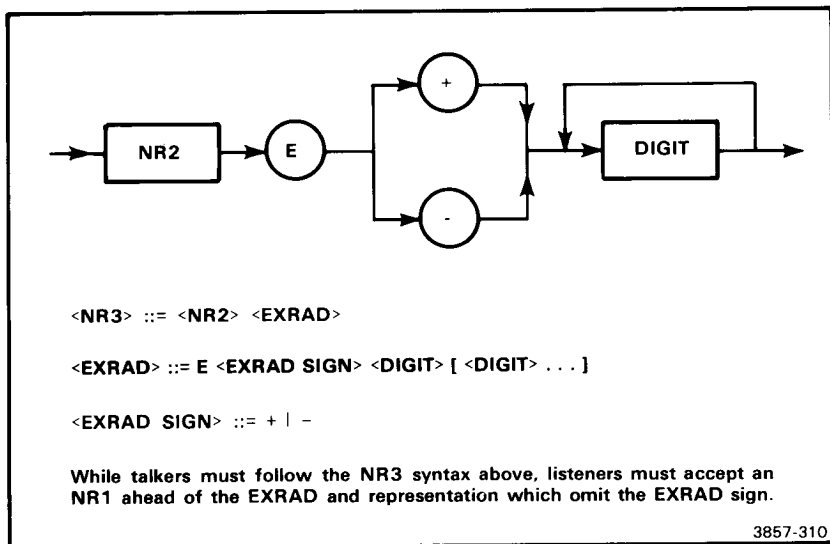 +
NR2
E
DIGIT
-
<NR3> ::= <NR2> <EXRAD>
<EXRAD> ::= E <EXRAD SIGN> <DIGIT> [ <DIGIT> . . . ]
<EXRAD SIGN> ::= + | -
While talkers must follow the NR3 syntax above, listeners must accept an
NR1 ahead of the EXRAD and representation which omit the EXRAD sign.
3857-310